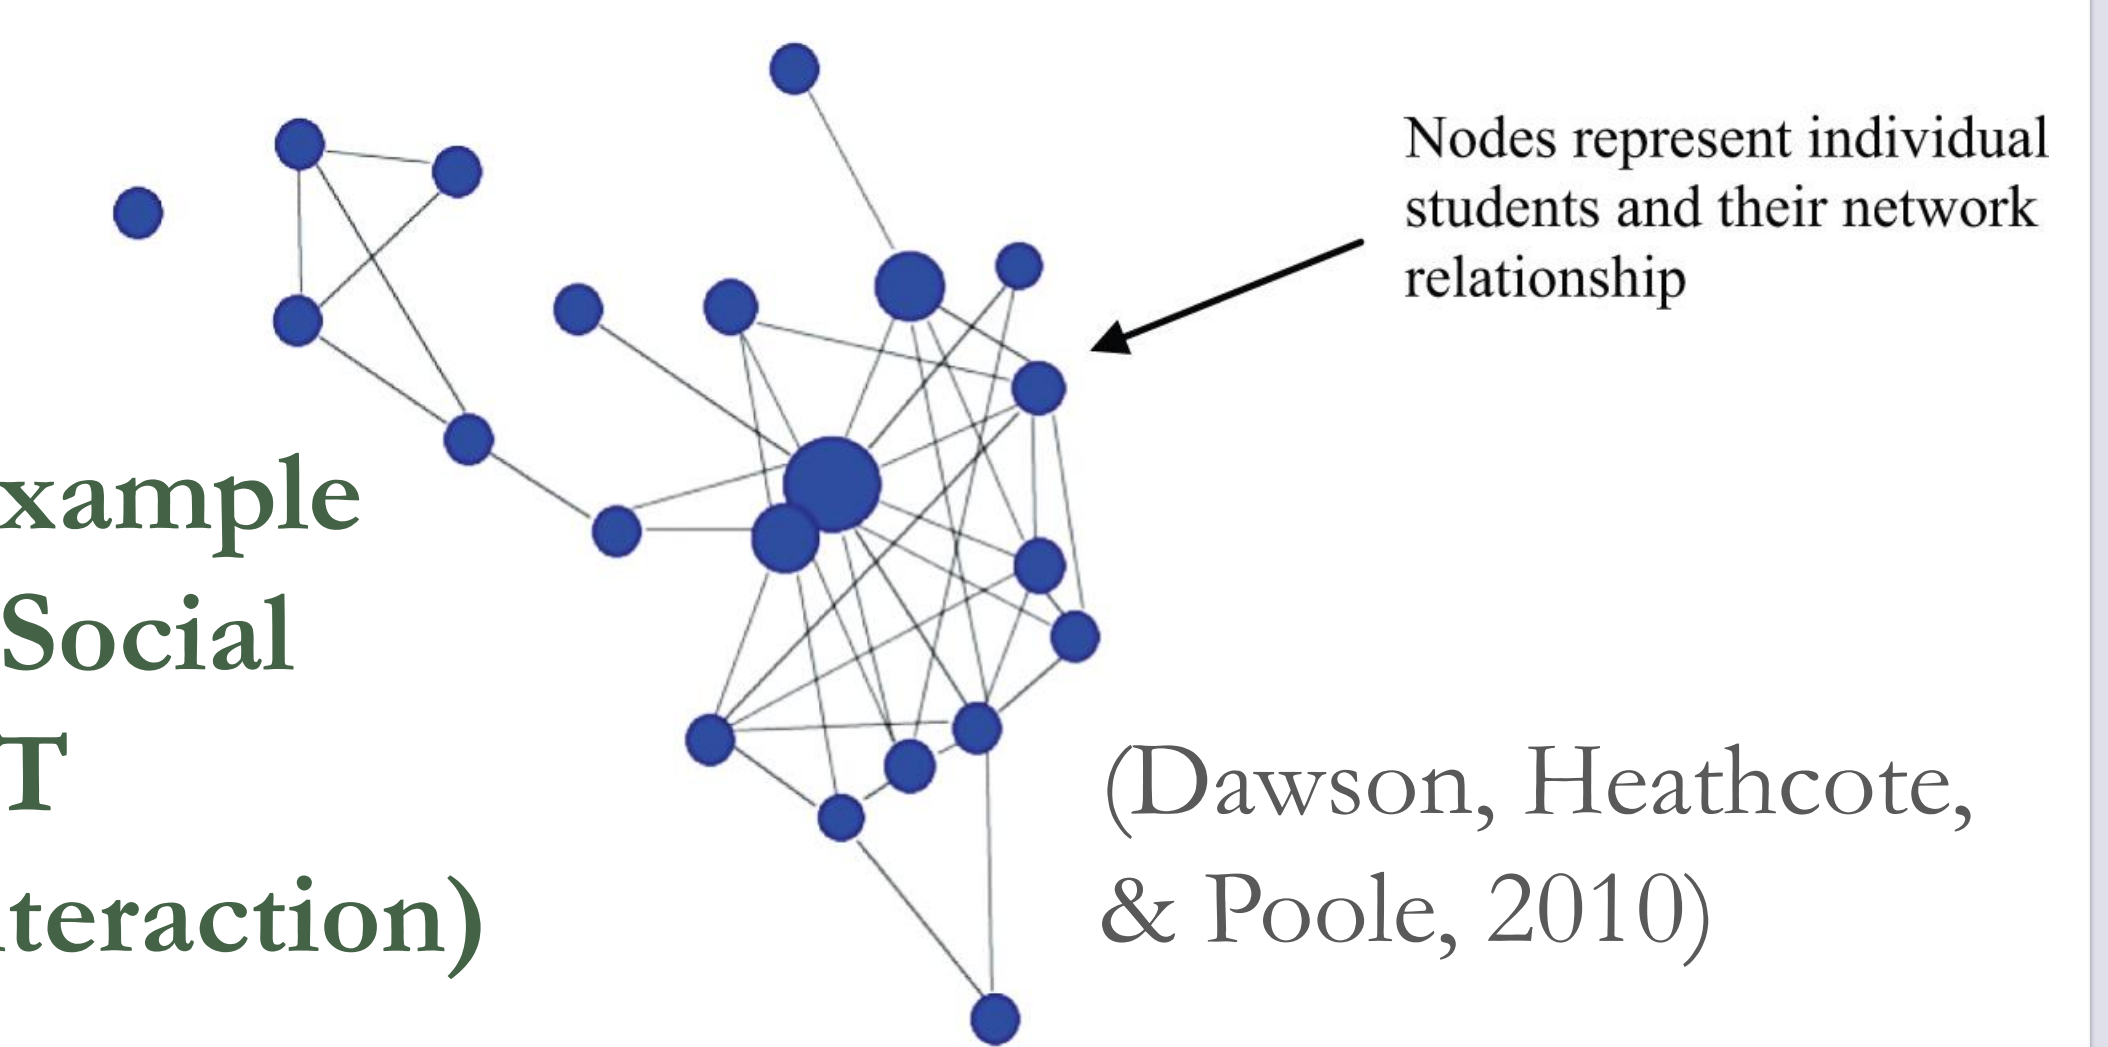 Nodes represent individual
students and their network
relationship
xample
Social
T
teraction)
(Dawson, Heathcote,
& Poole, 2010)